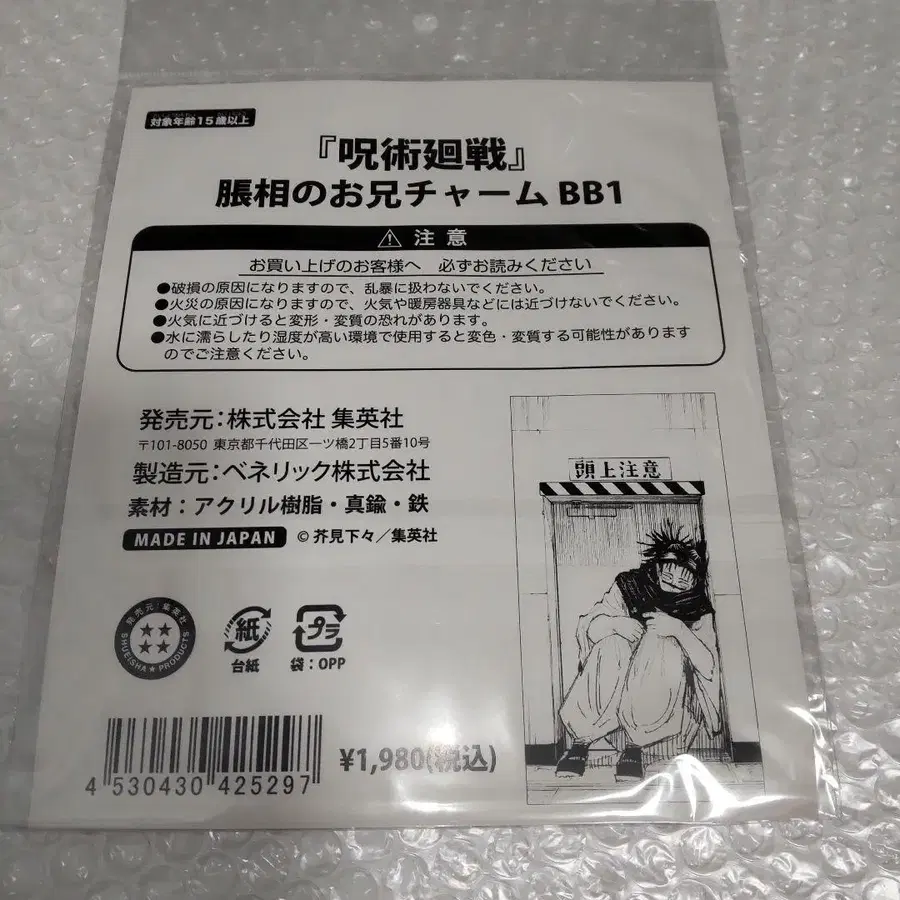 対象年齢15歳以上
『呪術廻戦』
脹相のお兄チャーム BB1
注 意
お買い上げのお客様へ 必ずお読みください
●破損の原因になりますので、乱暴に扱わないでください。
●火災の原因になりますので、火気や暖房器具などには近づけないでください。
●火気に近づけると変形・変質の恐れがあります。
●水に濡らしたり湿度が高い環境で使用すると変色・変質する可能性があります
のでご注意ください。
発売元:株式会社 集英社
〒101-8050 東京都千代田区一ツ橋2丁目5番10号
製造元:ベネリック株式会社
素材:アクリル樹脂・真鍮・鉄
MADE IN JAPAN ©芥見下々/集英社
頭上注意
発売元:集英社
SHUEISHA★PRODUCTS
紙
台紙
プラ
袋:OPP
¥1,980(税込)
4 530430 425297